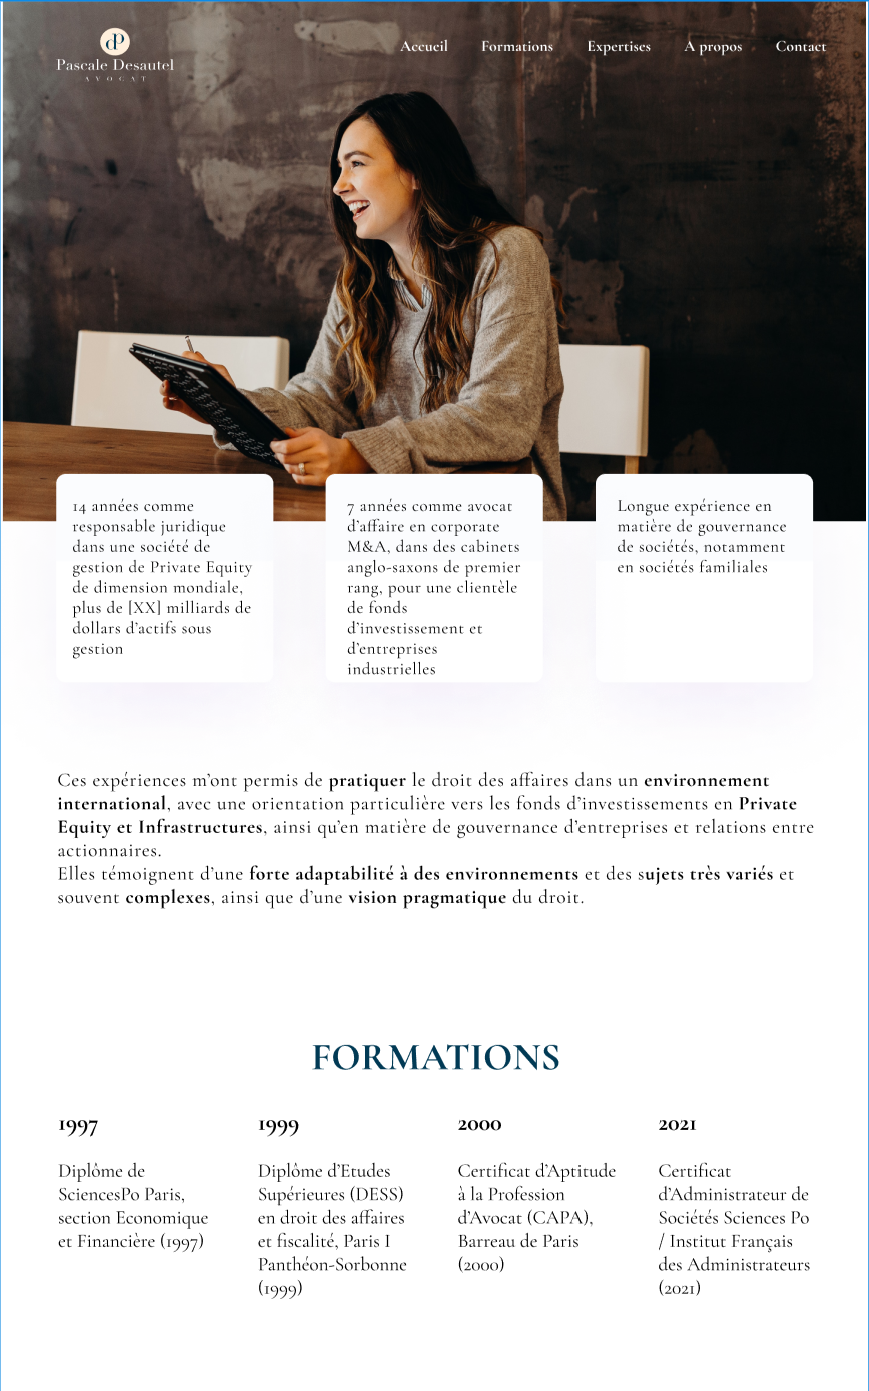 Pascale Desautel
AVOCAT
Accueil
Formations
Expertises
A propos
Contact
14 années comme
responsable juridique
dans une société de
gestion de Private Equity
de dimension mondiale,
plus de [XX] milliards de
dollars d'actifs sous
gestion
7 années comme avocat
d'affaire en corporate
M&A, dans des cabinets
anglo-saxons de premier
rang, pour une clientèle
de fonds
d'investissement et
d'entreprises
industrielles
Longue expérience en
matière de gouvernance
de sociétés, notamment
en sociétés familiales
Ces expériences m'ont permis de pratiquer le droit des affaires dans un environnement
international, avec une orientation particulière vers les fonds d'investissements en Private
Equity et Infrastructures, ainsi qu'en matière de gouvernance d'entreprises et relations entre
actionnaires.
Elles témoignent d'une forte adaptabilité à des environnements et des sujets très variés et
souvent complexes, ainsi que d'une vision pragmatique du droit.
FORMATIONS
1997
Diplôme de
SciencesPo Paris,
section Economique
et Financière (1997)
1999
Diplôme d'Etudes
Supérieures (DESS)
en droit des affaires
et fiscalité, Paris I
Panthéon-Sorbonne
(1999)
2000
Certificat d'Aptitude
à la Profession
d'Avocat (CAPA),
Barreau de Paris
(2000)
2021
Certificat
d'Administrateur de
Sociétés Sciences Po
/ Institut Français
des Administrateurs
(2021)